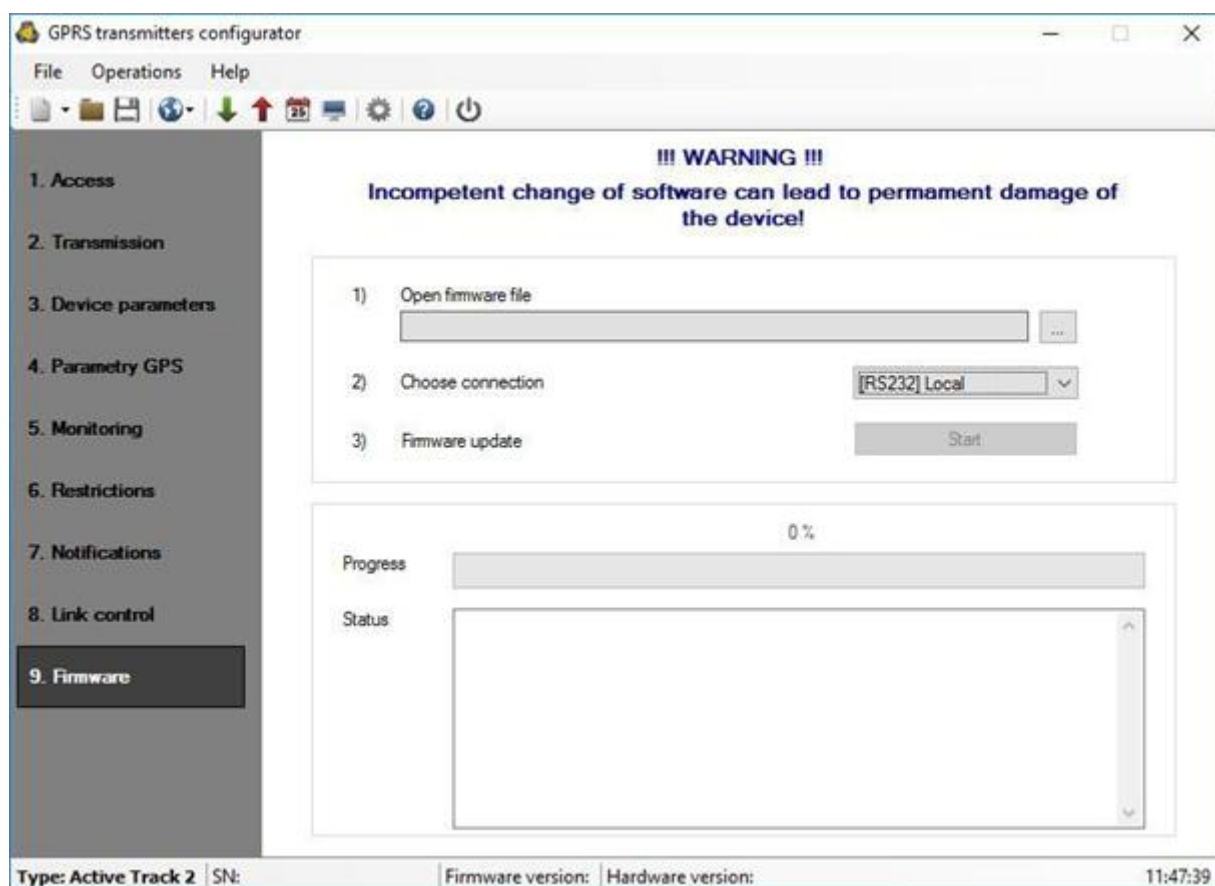 GPRS transmitters configurator
File Operations Help
25
1. Access
2. Transmission
3. Device parameters
4. Parametry GPS
5. Monitoring
6. Restrictions
7. Notifications
8. Link control
9. Firmware
!!! WARNING !!!
Incompetent change of software can lead to permament damage of
the device!
1) Open firmware file
...
2) Choose connection [RS232] Local
3) Firmware update Start
0 %
Progress
Status
Type: Active Track 2 SN: Firmware version: Hardware version: 11:47:39